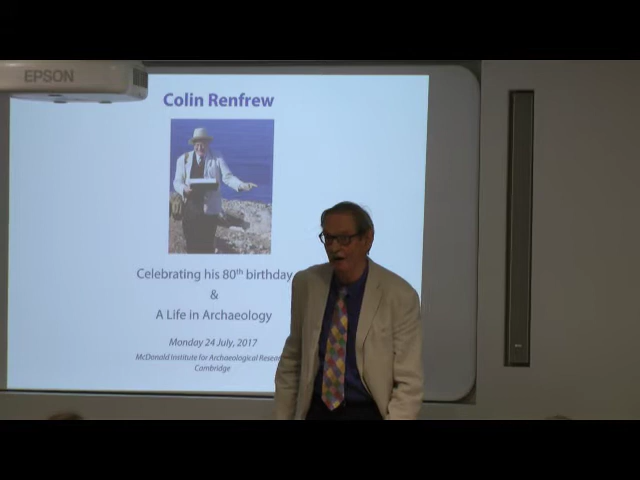 EPSON
Colin Renfrew
Celebrating his 80th birthday
&
A Life in Archaeology
Monday 24 July, 2017
McDonald Institute for Archaeological
Cambridge